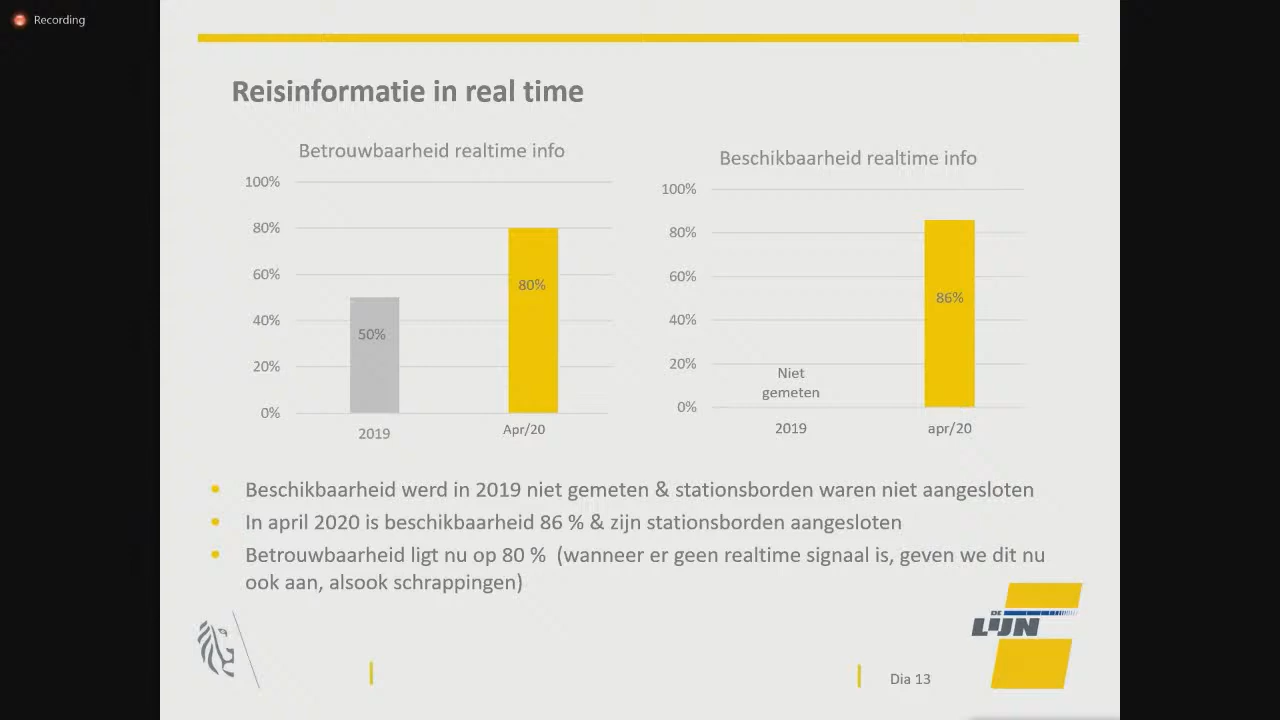 Recording
Reisinformatie in real time
Betrouwbaarheid realtime info
100%
80%
60%
40%
20%
0%
50%
80%
2019
Apr/20
Beschikbaarheid realtime info
100%
80%
60%
40%
20%
0%
Niet
gemeten
86%
2019
apr/20
• Beschikbaarheid werd in 2019 niet gemeten & stationsborden waren niet aangesloten
• In april 2020 is beschikbaarheid 86 % & zijn stationsborden aangesloten
• Betrouwbaarheid ligt nu op 80 % (wanneer er geen realtime signaal is, geven we dit nu
ook aan, alsook schrappingen)
DE
LIJN
Dia 13